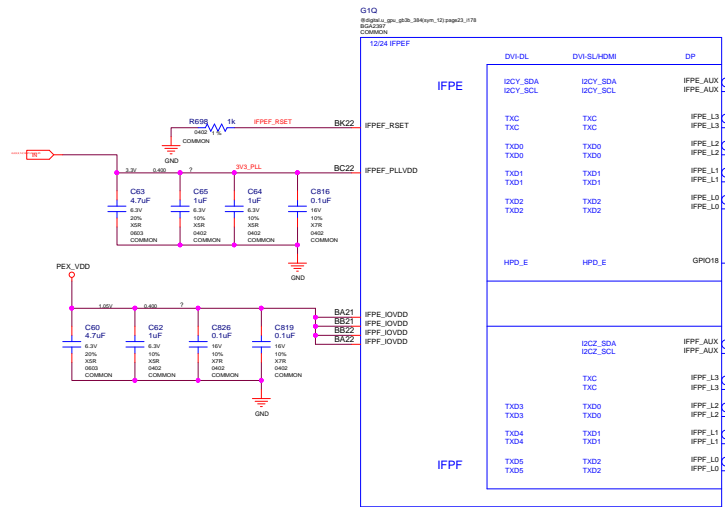 G1Q
@digital.u_gpu_gb3b_384(sym_12):page23_i178
BGA2397
COMMON
12/24 IFPEF
DVI-DL DVI-SL/HDMI DP
IFPE
I2CY_SDA I2CY_SDA IFPE_AUX
I2CY_SCL I2CY_SCL IFPE_AUX
TXC TXC IFPE_L3
TXC TXC IFPE_L3
TXD0 TXD0 IFPE_L2
TXD0 TXD0 IFPE_L2
TXD1 TXD1 IFPE_L1
TXD1 TXD1 IFPE_L1
TXD2 TXD2 IFPE_L0
TXD2 TXD2 IFPE_L0
HPD_E HPD_E GPIO18
R698 1k IFPEF_RSET BK22 IFPEF_RSET
0402 1 %
COMMON
GND
IN
3.3V 0.400 ? 3V3_PLL BC22 IFPEF_PLLVDD
C63 C65 C64 C816
4.7uF 1uF 1uF 0.1uF
6.3V 6.3V 6.3V 16V
20% 10% 10% 10%
X5R X5R X5R X7R
0603 0402 0402 0402
COMMON COMMON COMMON COMMON
GND
PEX_VDD
1.05V 0.400 ?
BA21 IFPE_IOVDD
BB21 IFPE_IOVDD
BB22 IFPF_IOVDD
BA22 IFPF_IOVDD
C60 C62 C826 C819
4.7uF 1uF 0.1uF 0.1uF
6.3V 6.3V 16V 16V
20% 10% 10% 10%
X5R X5R X7R X7R
0603 0402 0402 0402
COMMON COMMON COMMON COMMON
GND
I2CZ_SDA IFPF_AUX
I2CZ_SCL IFPF_AUX
TXC IFPF_L3
TXC IFPF_L3
TXD3 TXD0 IFPF_L2
TXD3 TXD0 IFPF_L2
TXD4 TXD1 IFPF_L1
TXD4 TXD1 IFPF_L1
IFPF
TXD5 TXD2 IFPF_L0
TXD5 TXD2 IFPF_L0